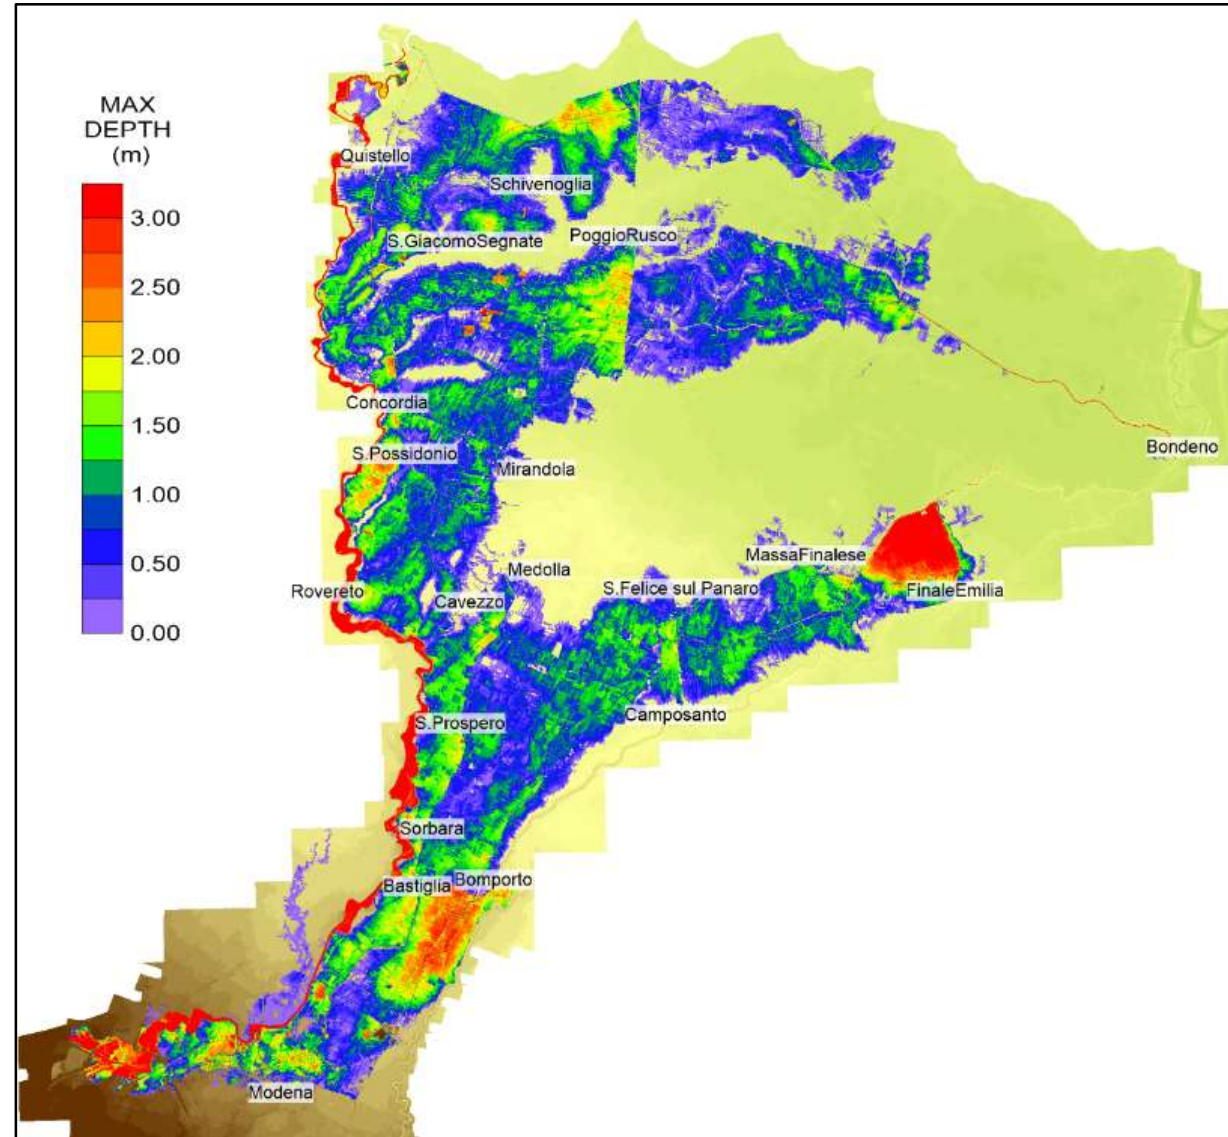 MAX
DEPTH
(m)
3.00
2.50
2.00
1.50
1.00
0.50
0.00
Quistello
Schivenoglia
S.GiacomoSegnate
PoggioRusco
Concordia
S.Possidonio
Mirandola
Bondeno
MassaFinalese
Medolla
S.Felice sul Panaro
FinaleEmilia
Rovereto
Cavezzo
S.Prospero
Camposanto
Sorbara
Bastiglia
Bomporto
Modena